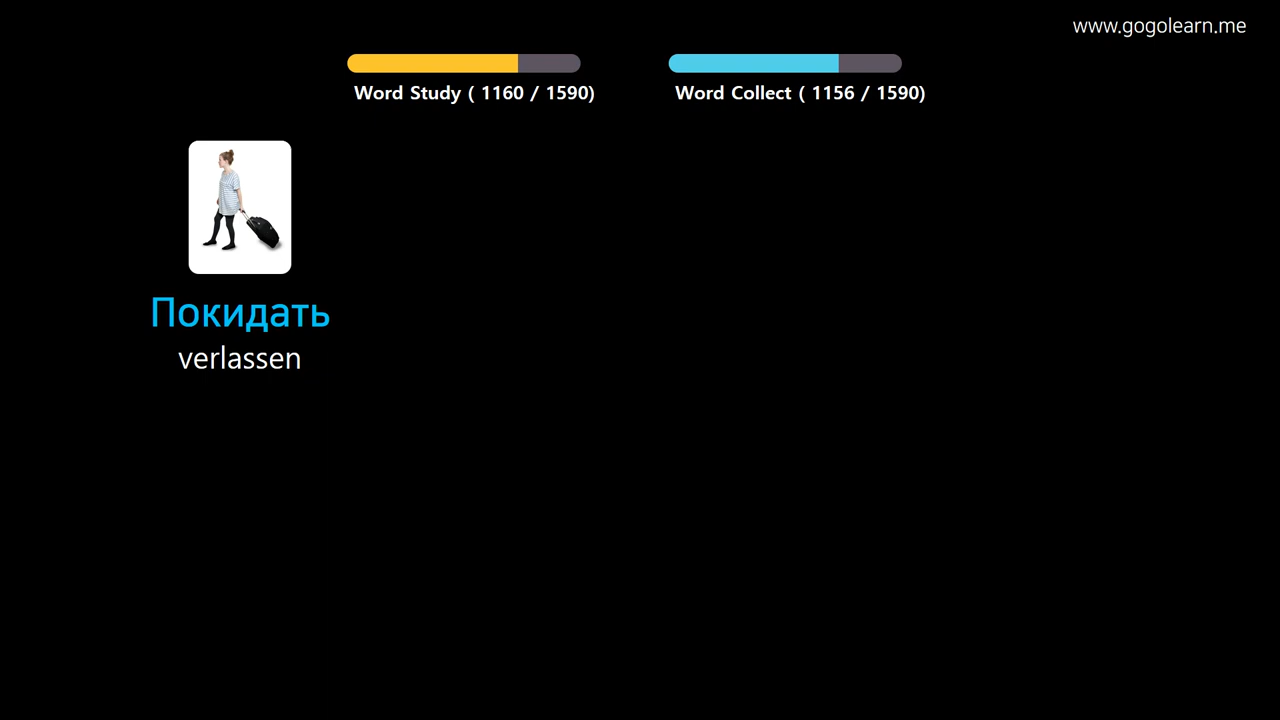 www.gogolearn.me
Word Study ( 1160 / 1590)
Word Collect ( 1156 / 1590)
Покидать
verlassen